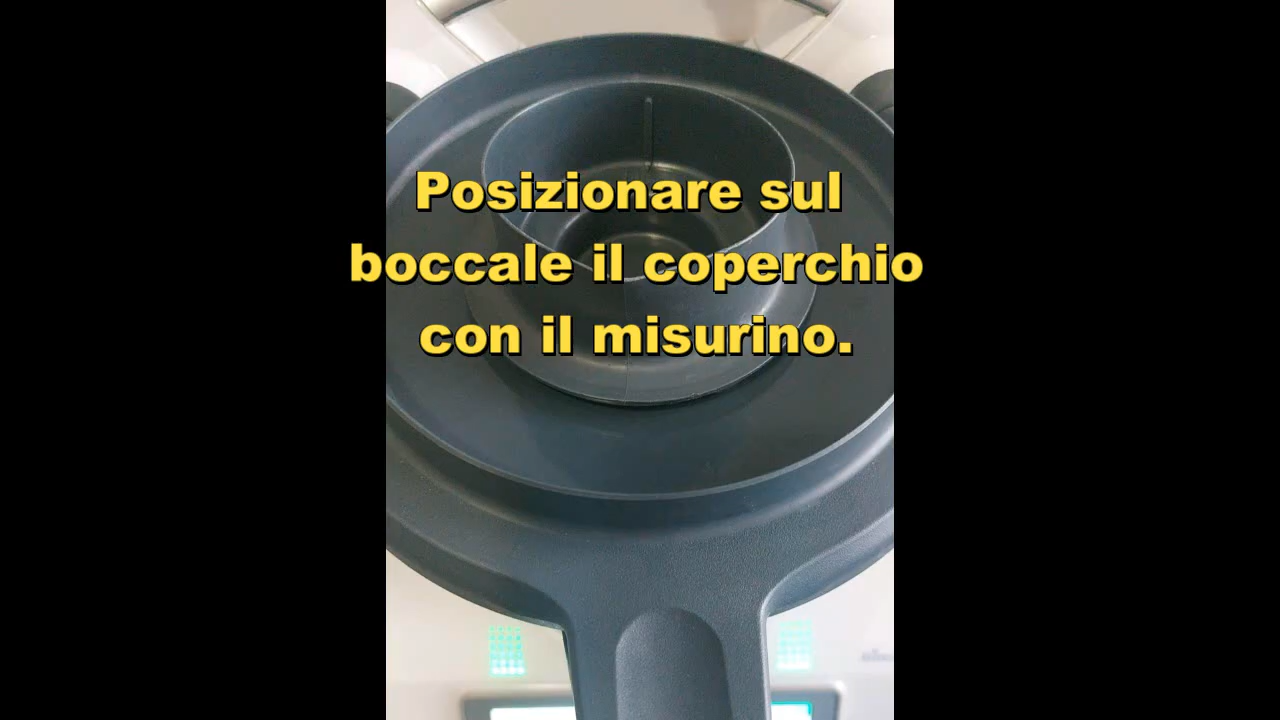 Posizionare sul
boccale il coperchio
con il misurino.